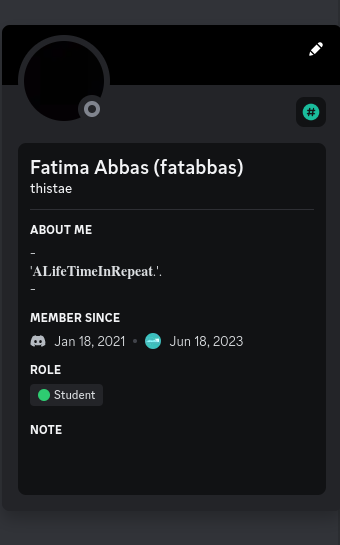 Fatima Abbas (fatabbas)
thistae
ABOUT ME
-
'𝐀𝐋𝐢𝐟𝐞𝐓𝐢𝐦𝐞𝐈𝐧𝐑𝐞𝐩𝐞𝐚𝐭.'.
-
MEMBER SINCE
Jan 18, 2021 • Jun 18, 2023
ROLE
Student
NOTE